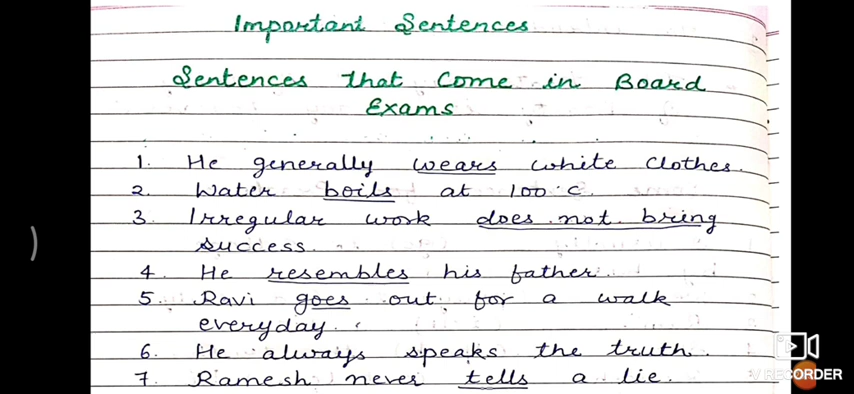 Important Sentences
Sentences that Come in Board
Exams
1. He generally wears white clothes.
2. Water boils at 100°C.
3. Irregular work does not bring
success.
4. He resembles his father.
5. Ravi goes out for a walk
everyday.
6. He always speaks the truth.
7. Ramesh never tells a lie.
V RECORDER